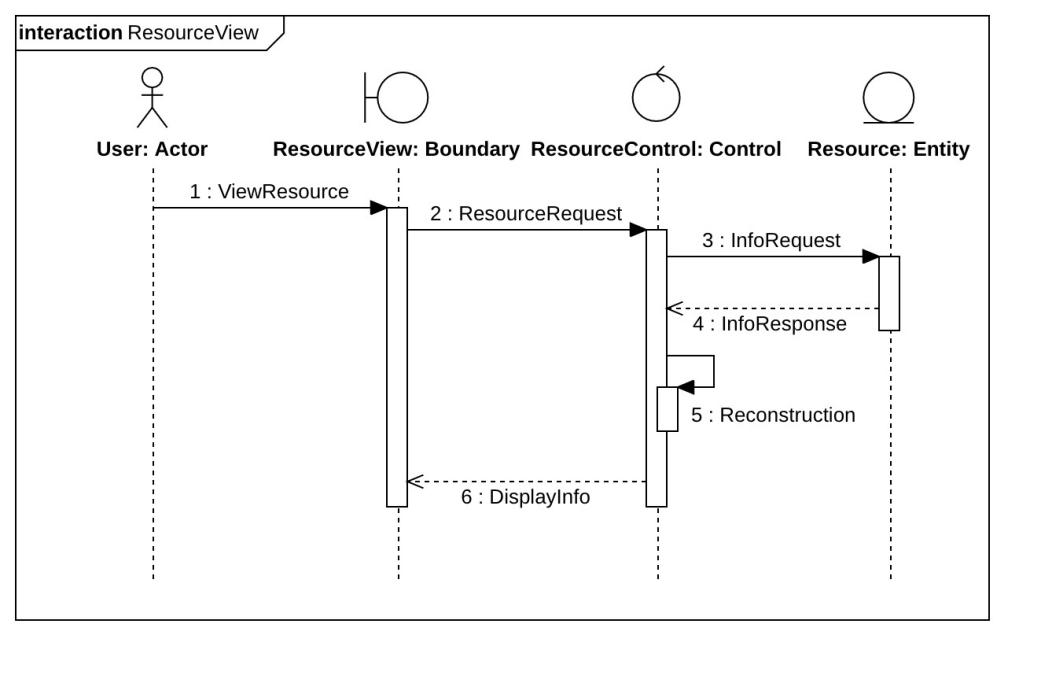 interaction ResourceView
User: Actor
ResourceView: Boundary
ResourceControl: Control
Resource: Entity
1 : ViewResource
2 : ResourceRequest
3 : InfoRequest
4 : InfoResponse
5 : Reconstruction
6 : DisplayInfo